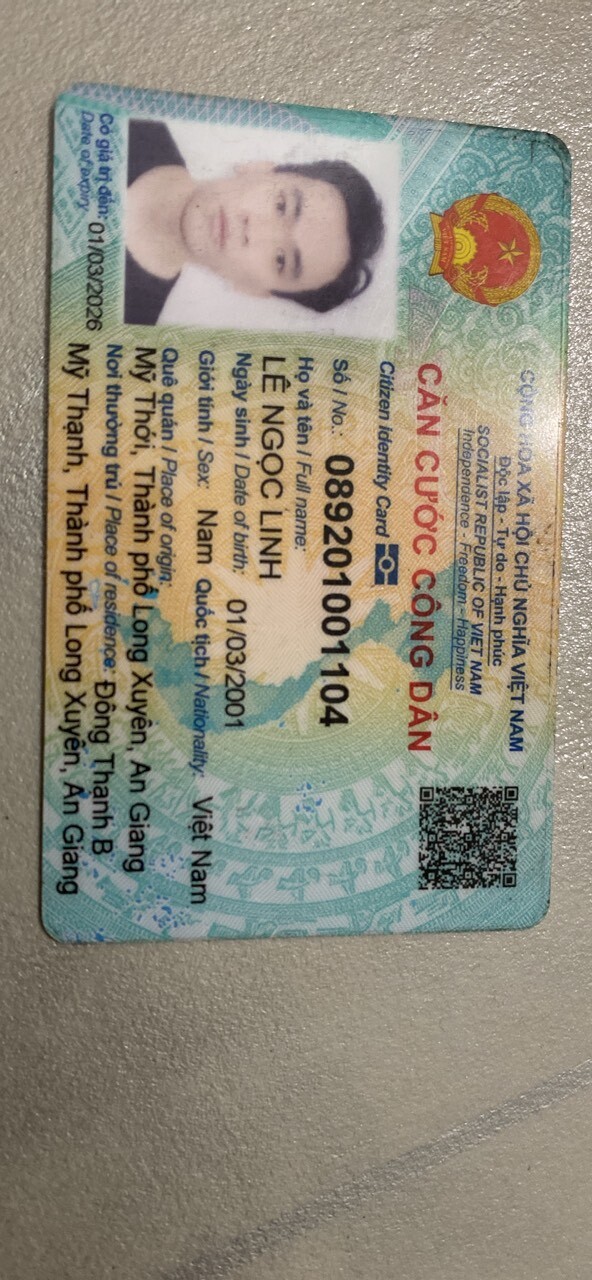 CỘNG HÒA XÃ HỘI CHỦ NGHĨA VIỆT NAM
Độc lập - Tự do - Hạnh phúc
SOCIALIST REPUBLIC OF VIET NAM
Independence - Freedom - Happiness
CĂN CƯỚC CÔNG DÂN
Citizen Identity Card
Số / No.: 089201001104
Họ và tên / Full name:
LÊ NGỌC LINH
Ngày sinh / Date of birth: 01/03/2001
Giới tính / Sex: Nam Quốc tịch / Nationality: Việt Nam
Quê quán / Place of origin:
Mỹ Thới, Thành phố Long Xuyên, An Giang
Nơi thường trú / Place of residence: Đông Thạnh B
Mỹ Thạnh, Thành phố Long Xuyên, An Giang
Có giá trị đến: 01/03/2026
Date of expiry